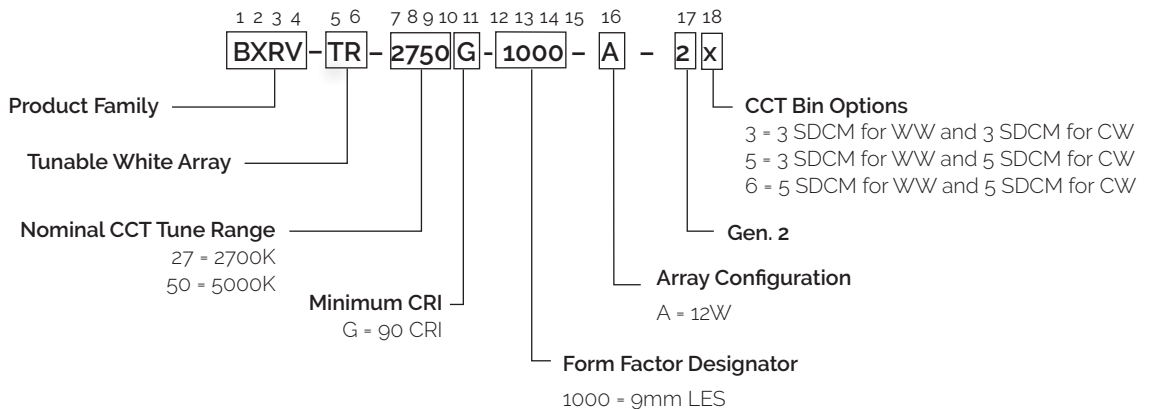 1 2 3 4 5 6 7 8 9 10 11 12 13 14 15 16 17 18
BXRV – TR – 2750 G - 1000 – A – 2 x
Product Family
Tunable White Array
Nominal CCT Tune Range
27 = 2700K
50 = 5000K
Minimum CRI
G = 90 CRI
CCT Bin Options
3 = 3 SDCM for WW and 3 SDCM for CW
5 = 3 SDCM for WW and 5 SDCM for CW
6 = 5 SDCM for WW and 5 SDCM for CW
Gen. 2
Array Configuration
A = 12W
Form Factor Designator
1000 = 9mm LES